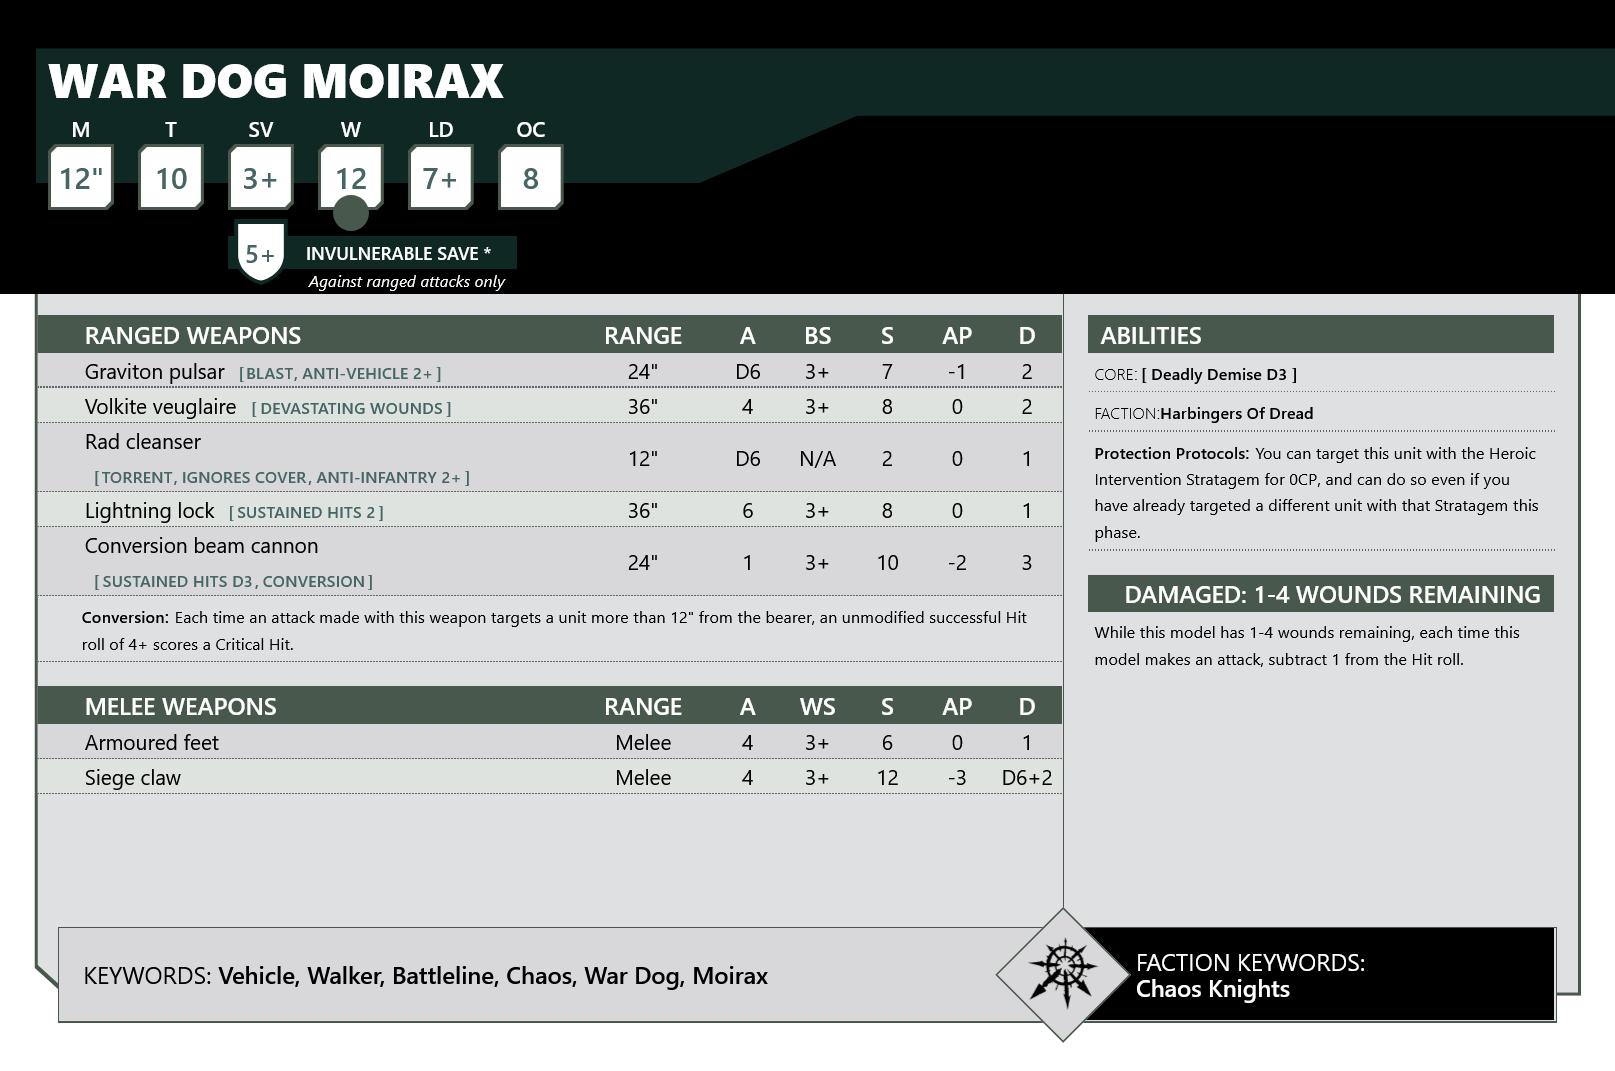 WAR DOG MOIRAX
M T SV W LD OC
12" 10 3+ 12 7+ 8
5+ INVULNERABLE SAVE *
Against ranged attacks only
RANGED WEAPONS RANGE A BS S AP D
Graviton pulsar [ BLAST, ANTI-VEHICLE 2+ ] 24" D6 3+ 7 -1 2
Volkite veuglaire [ DEVASTATING WOUNDS ] 36" 4 3+ 8 0 2
Rad cleanser
12" D6 N/A 2 0 1
[ TORRENT, IGNORES COVER, ANTI-INFANTRY 2+ ]
Lightning lock [ SUSTAINED HITS 2 ] 36" 6 3+ 8 0 1
Conversion beam cannon
24" 1 3+ 10 -2 3
[ SUSTAINED HITS D3, CONVERSION ]
Conversion: Each time an attack made with this weapon targets a unit more than 12" from the bearer, an unmodified successful Hit
roll of 4+ scores a Critical Hit.
MELEE WEAPONS RANGE A WS S AP D
Armoured feet Melee 4 3+ 6 0 1
Siege claw Melee 4 3+ 12 -3 D6+2
ABILITIES
CORE: [ Deadly Demise D3 ]
FACTION:Harbingers Of Dread
Protection Protocols: You can target this unit with the Heroic
Intervention Stratagem for 0CP, and can do so even if you
have already targeted a different unit with that Stratagem this
phase.
DAMAGED: 1-4 WOUNDS REMAINING
While this model has 1-4 wounds remaining, each time this
model makes an attack, subtract 1 from the Hit roll.
KEYWORDS: Vehicle, Walker, Battleline, Chaos, War Dog, Moirax
FACTION KEYWORDS:
Chaos Knights